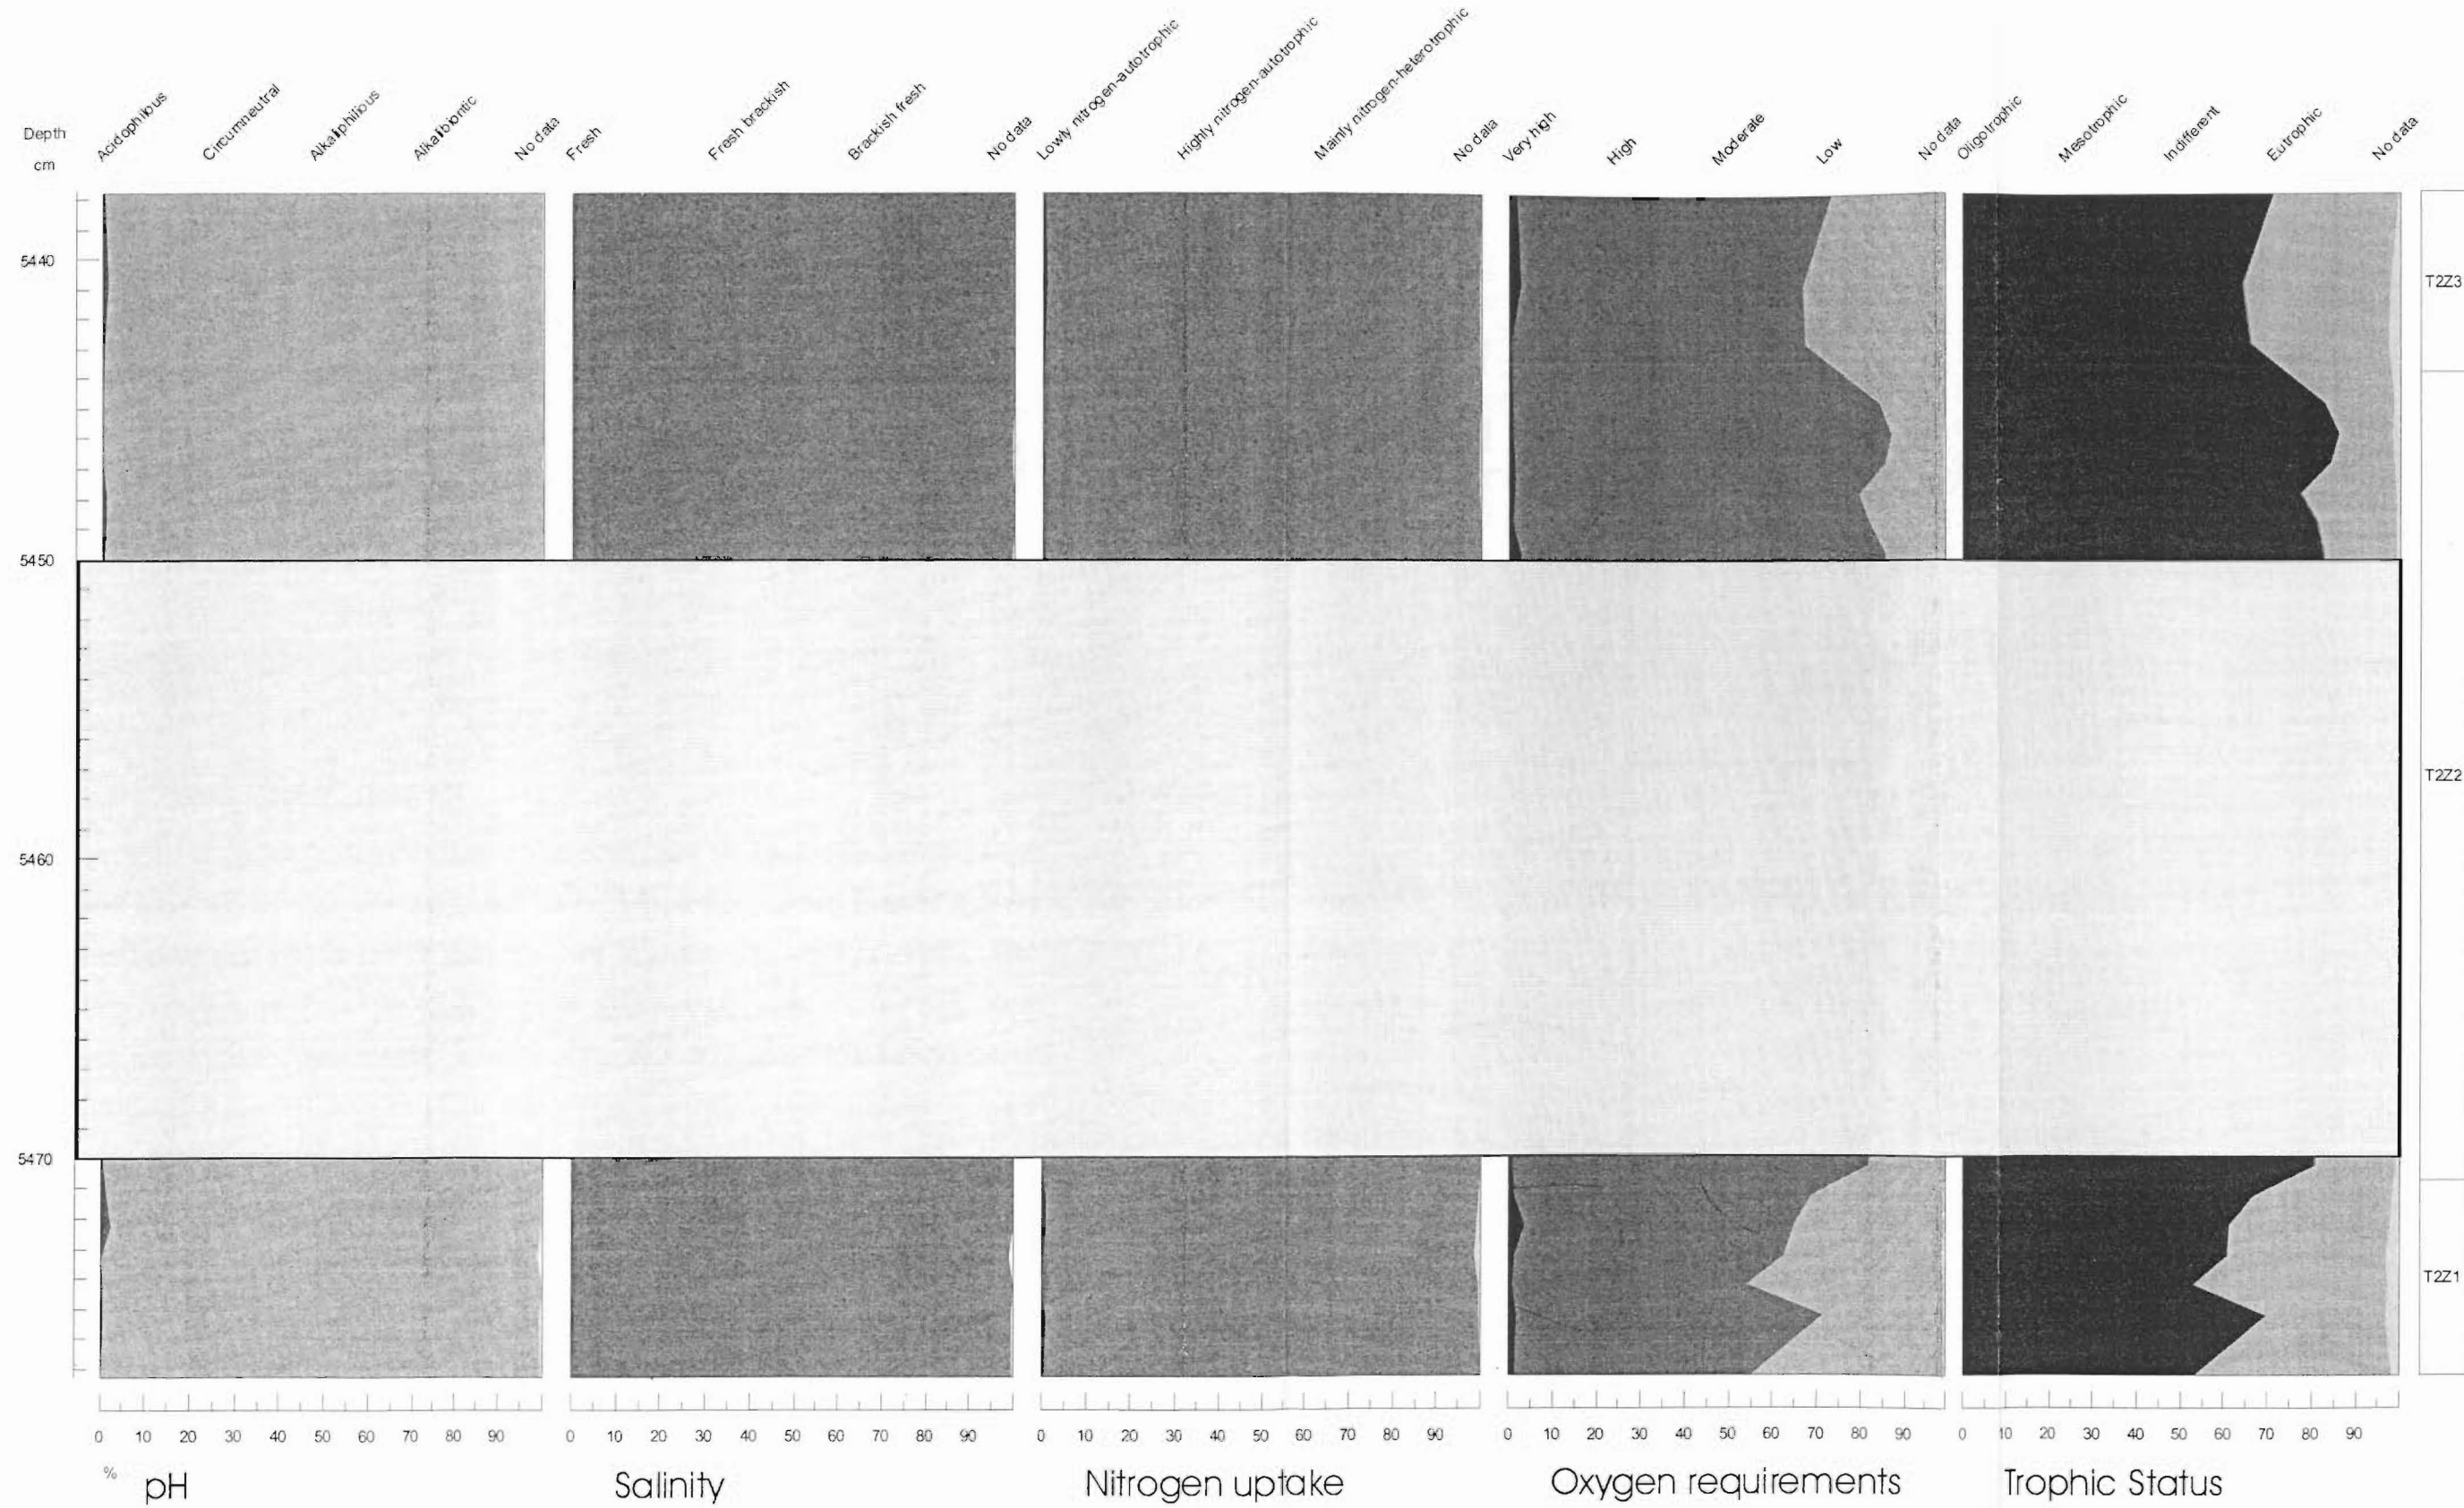 Depth
cm
Acidophilous
Circumneutral
Alkaliphilious
Alkalibiontic
No data
Fresh
Fresh brackish
Brackish fresh
No data
Lowly nitrogen-autotrophic
Highly nitrogen-autotrophic
Mainly nitrogen-heterotrophic
No data
Very high
High
Moderate
Low
No data
Oligotrophic
Mesotrophic
Indifferent
Eutrophic
No data
5440
5450
5460
5470
T2Z3
T2Z2
T2Z1
0 10 20 30 40 50 60 70 80 90
0 10 20 30 40 50 60 70 80 90
0 10 20 30 40 50 60 70 80 90
0 10 20 30 40 50 60 70 80 90
0 10 20 30 40 50 60 70 80 90
% pH
Salinity
Nitrogen uptake
Oxygen requirements
Trophic Status